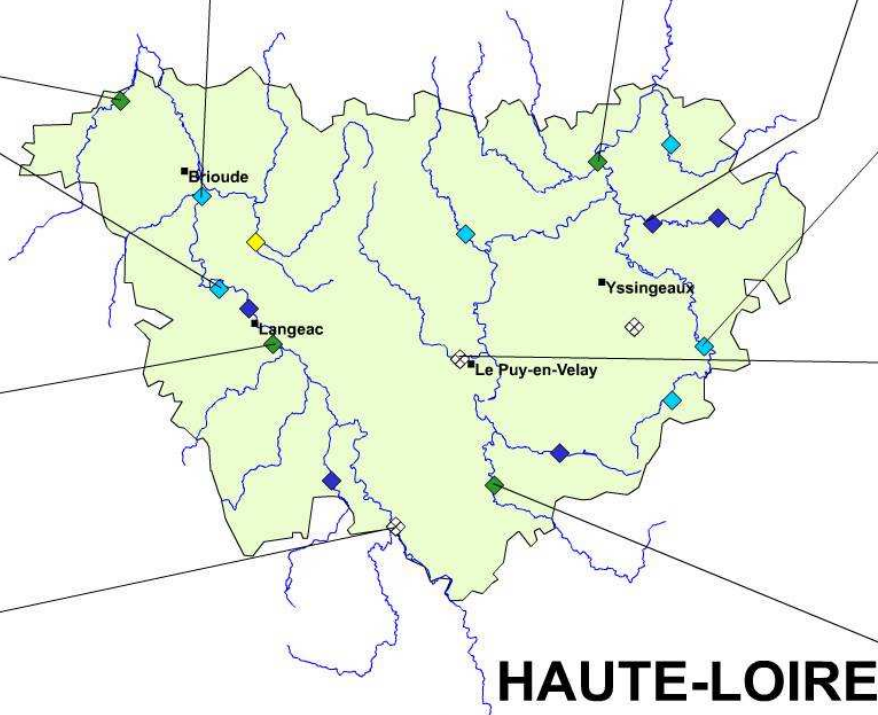 Brioude
Yssingeaux
Langeac
Le Puy-en-Velay
HAUTE-LOIRE